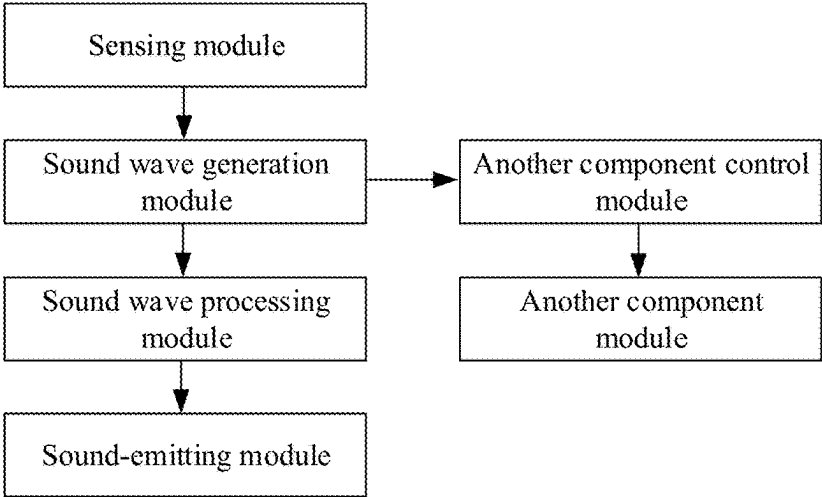 Sensing module
Sound wave generation
module
Another component control
module
Sound wave processing
module
Another component
module
Sound-emitting module